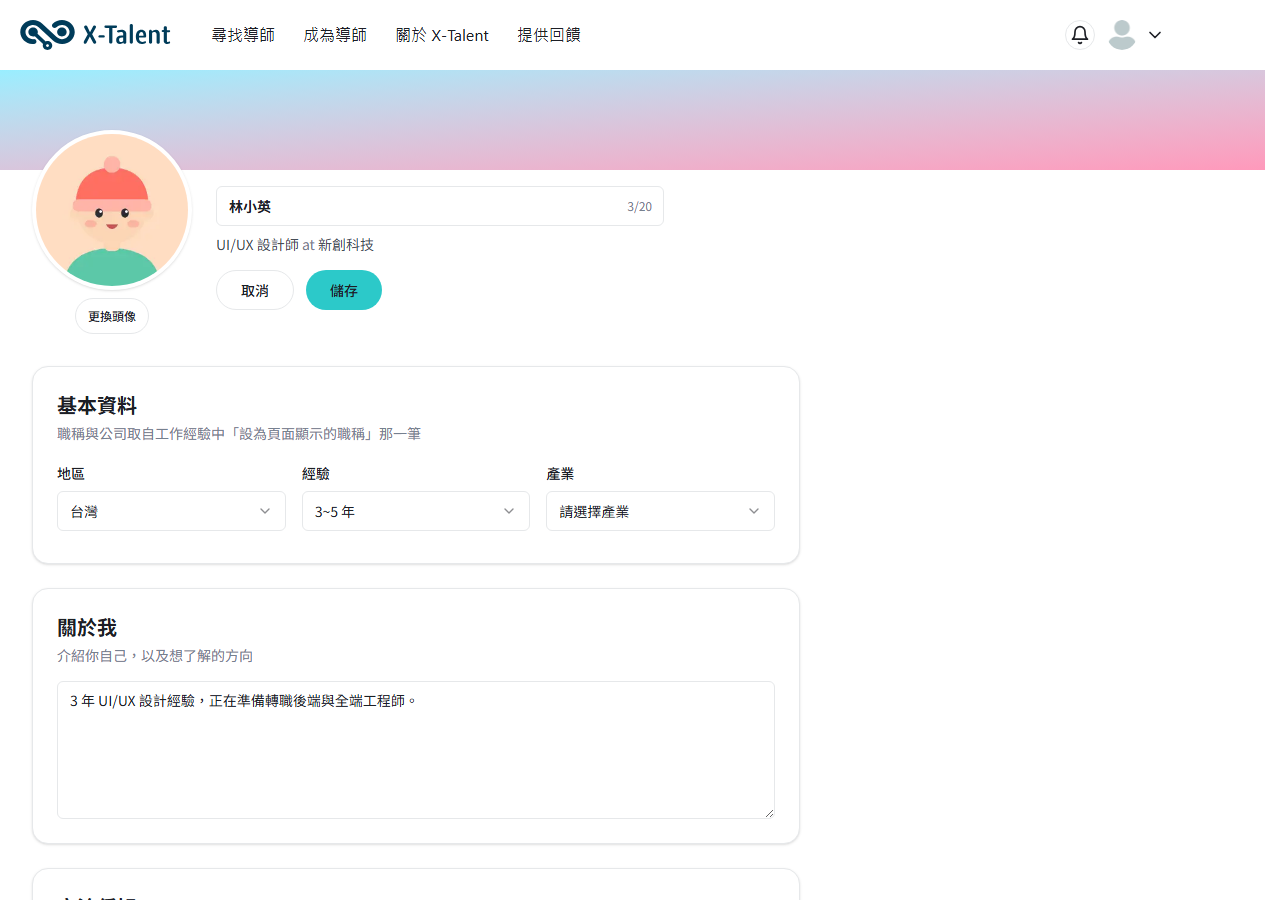 X-Talent 尋找導師 成為導師 關於 X-Talent 提供回饋
林小英 3/20
UI/UX 設計師 at 新創科技
取消 儲存
更換頭像
基本資料
職稱與公司取自工作經驗中「設為頁面顯示的職稱」那一筆
地區 經驗 產業
台灣 3~5 年 請選擇產業
關於我
介紹你自己，以及想了解的方向
3 年 UI/UX 設計經驗，正在準備轉職後端與全端工程師。